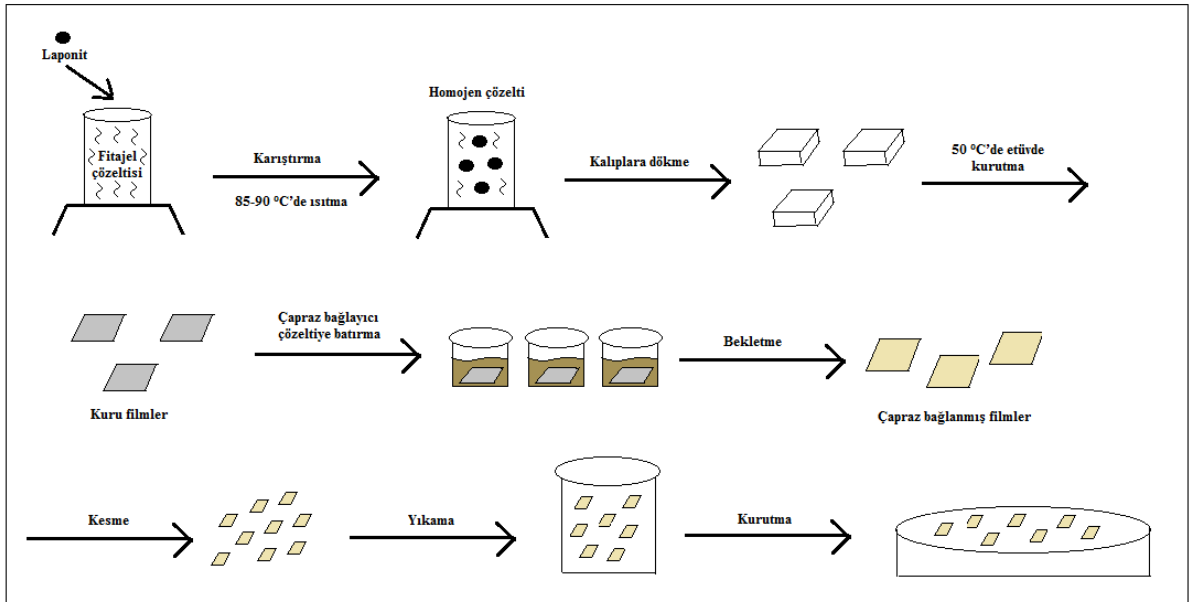 Laponit
Fitajel
çözeltisi
Karıştırma
85-90 °C’de ısıtma
Homojen çözelti
Kalıplara dökme
50 °C’de etüvde
kurutma
Kuru filmler
Çapraz bağlayıcı
çözeltiye batırma
Bekletme
Çapraz bağlanmış filmler
Kesme
Yıkama
Kurutma